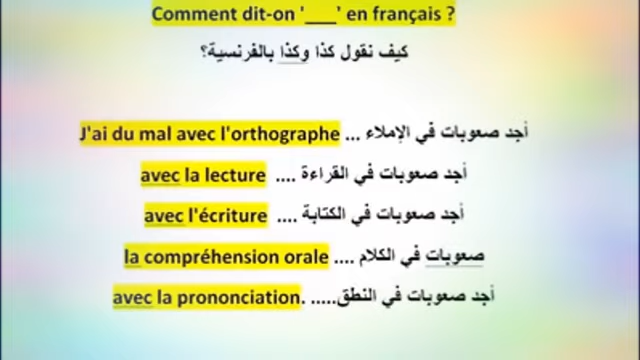 Comment dit-on '___' en français ?
كيف نقول كذا وكذا بالفرنسية؟
J'ai du mal avec l'orthographe ... أجد صعوبات في الإملاء
avec la lecture .... أجد صعوبات في القراءة
avec l'écriture .... أجد صعوبات في الكتابة
la compréhension orale .... صعوبات في الكلام
avec la prononciation. .....أجد صعوبات في النطق